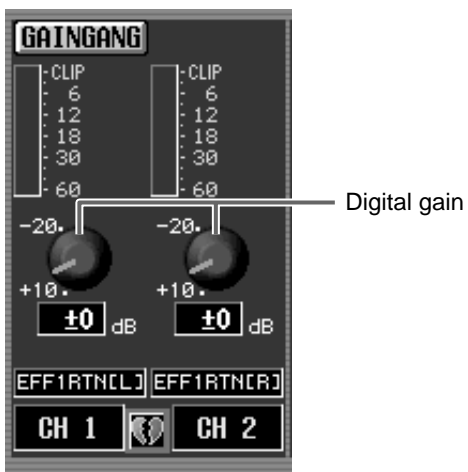 GAINGANG
CLIP CLIP
6 6
12 12
18 18
30 30
60 60
Digital gain
-20 -20
+10 +10
±0 dB ±0 dB
EFF1RTN[L] EFF1RTN[R]
CH 1 CH 2